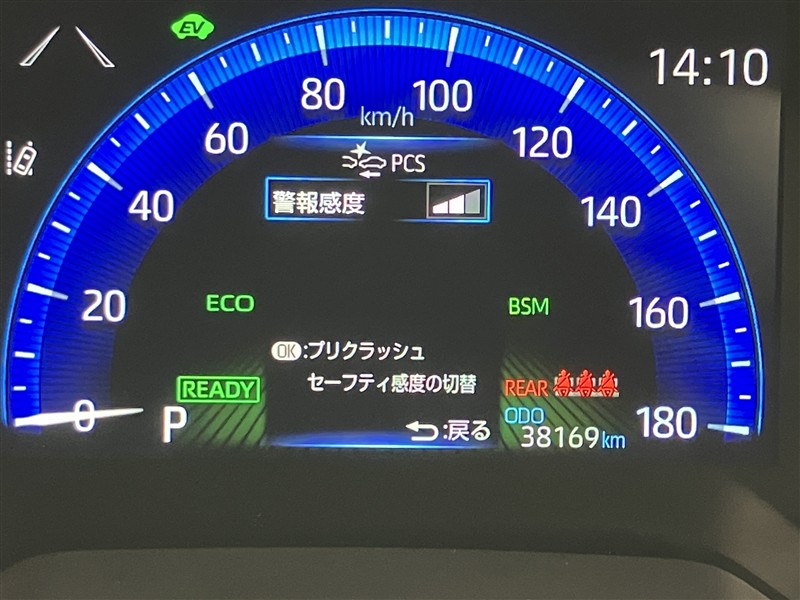 EV
14:10
80
100
km/h
60
120
PCS
警報感度
40
140
20
ECO
BSM
160
OK:プリクラッシュ
セーフティ感度の切替
READY
REAR
0
P
:戻る
ODO
38169km
180